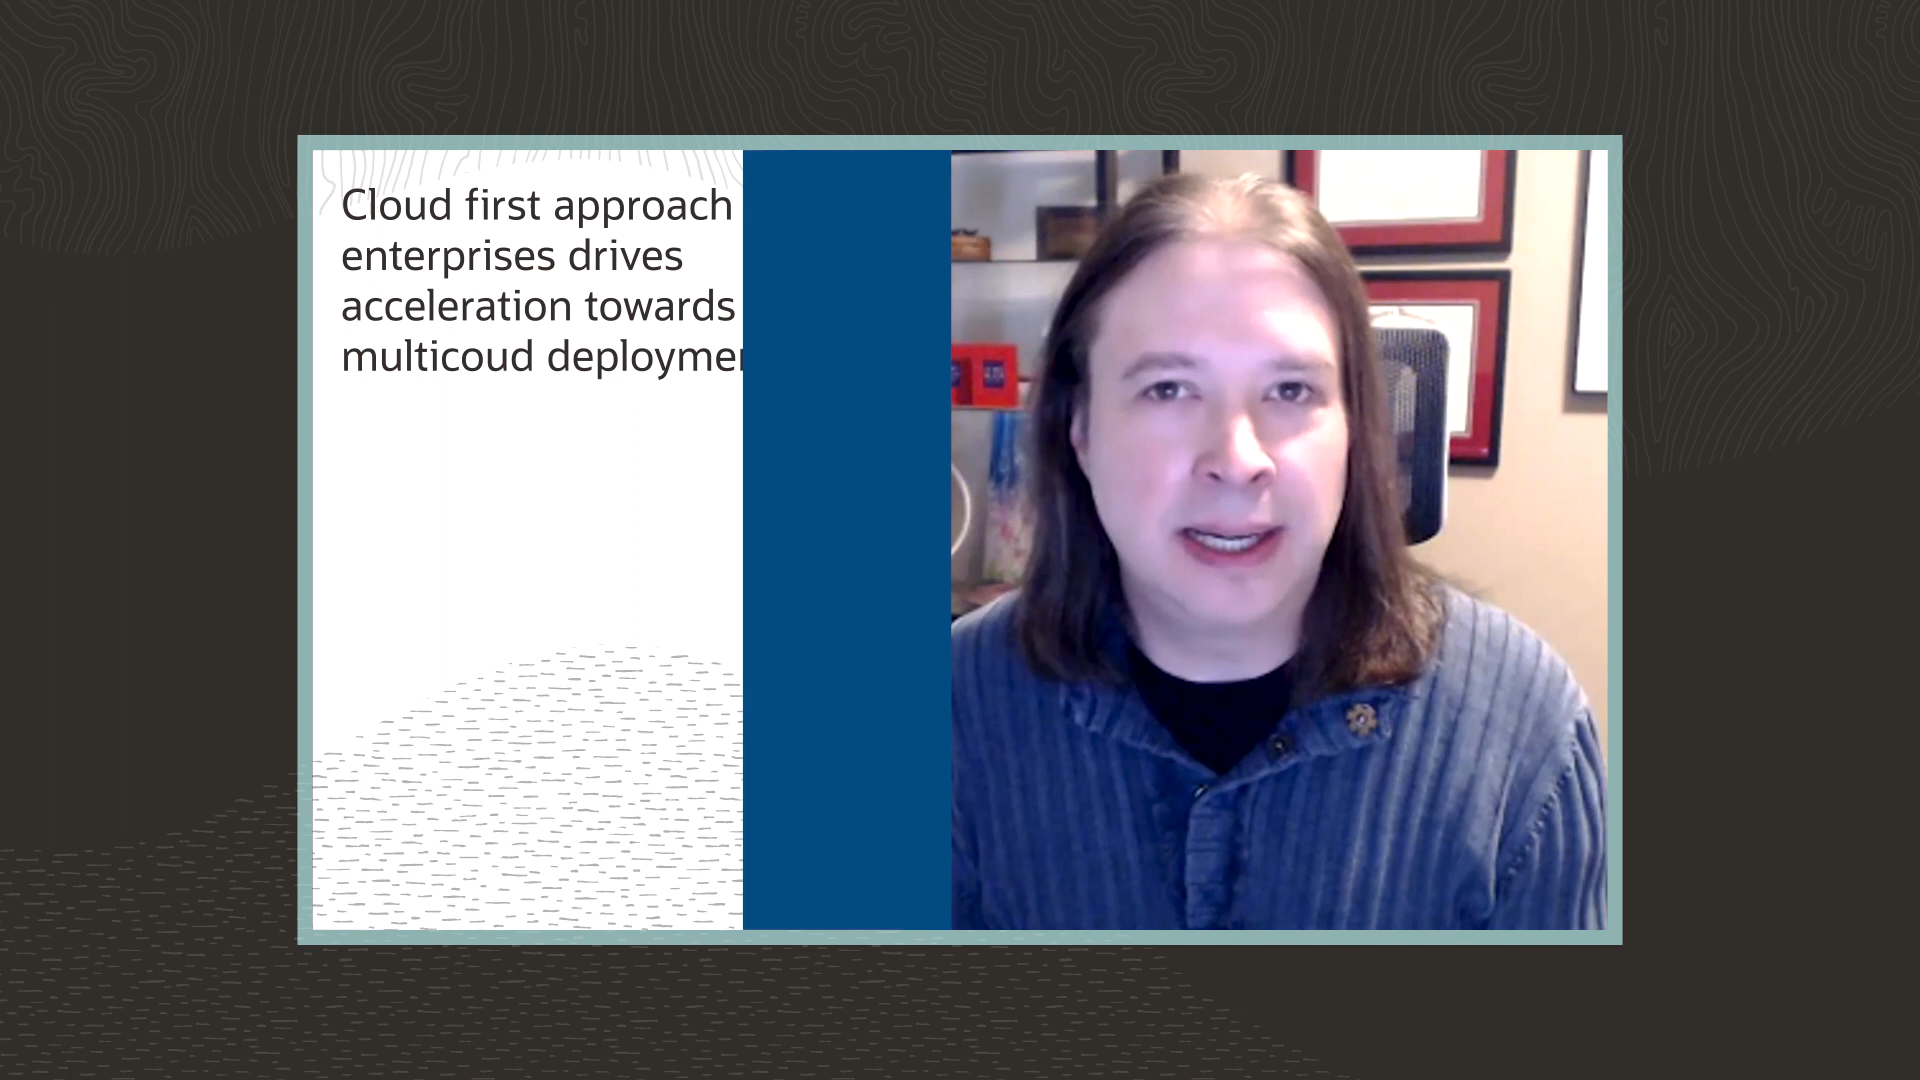 Cloud first approach
enterprises drives
acceleration towards
multicoud deploymen